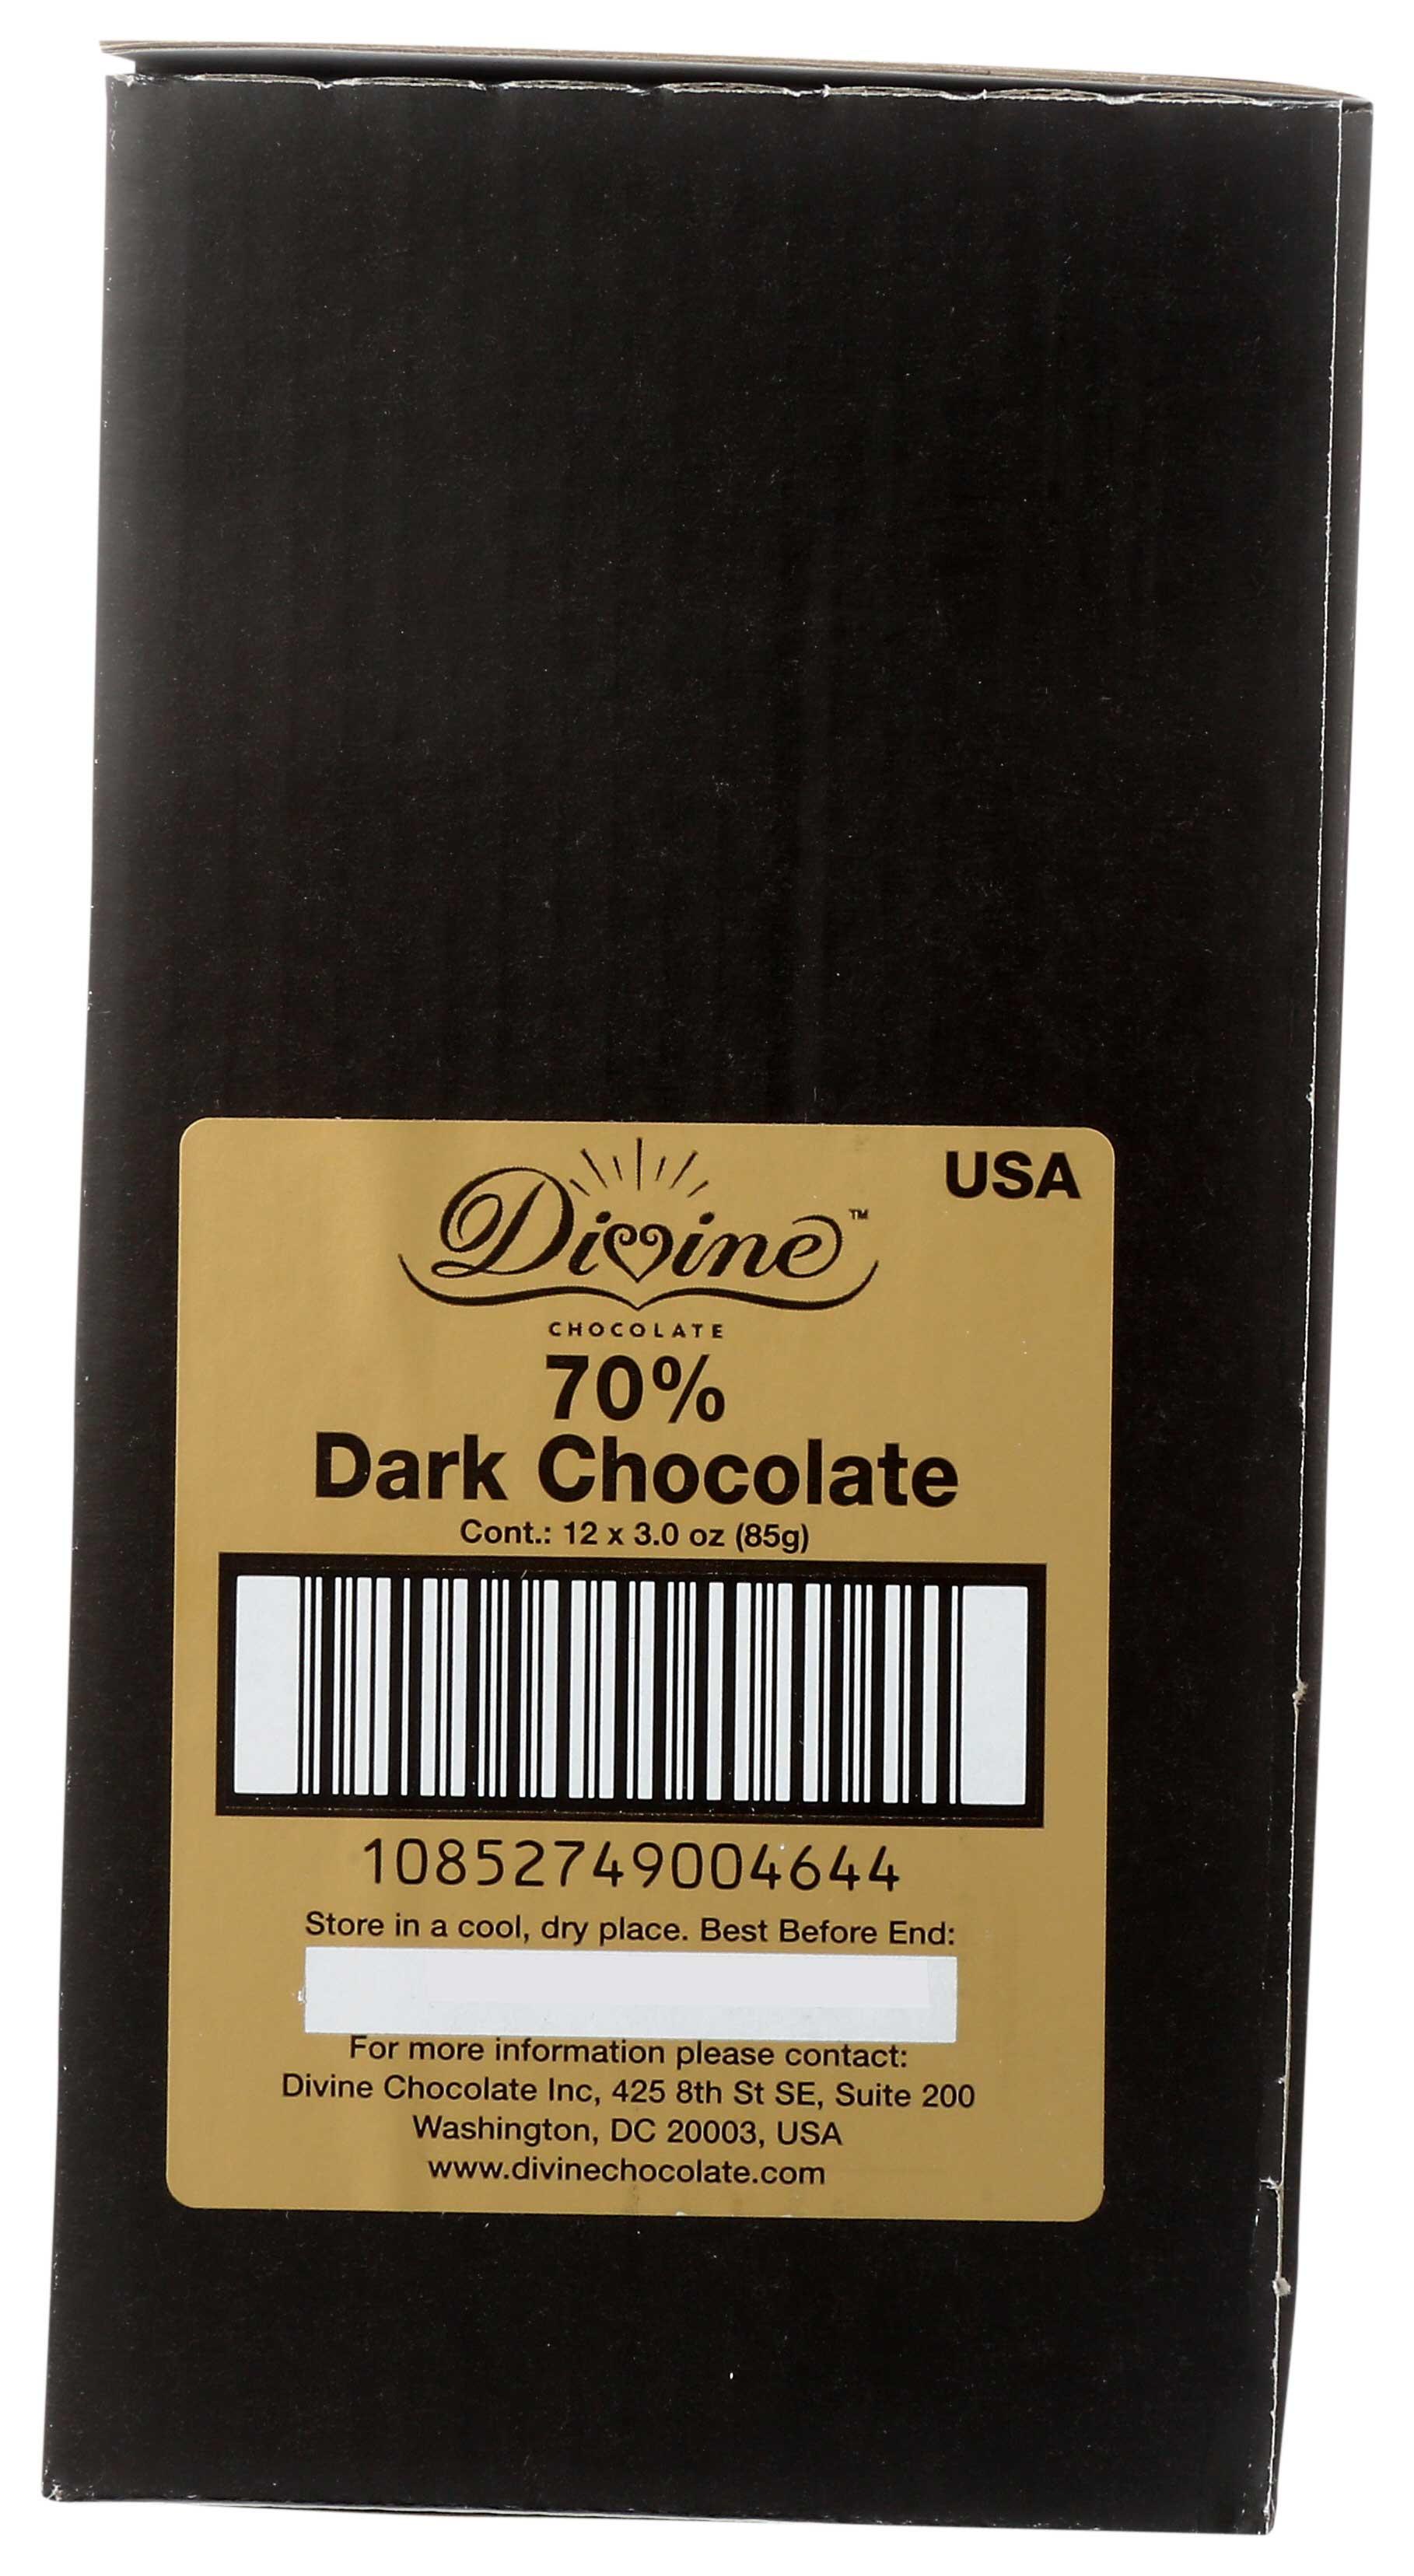 USA
Divine™
CHOCOLATE
70%
Dark Chocolate
Cont.: 12 x 3.0 oz (85g)
10852749004644
Store in a cool, dry place. Best Before End:
For more information please contact:
Divine Chocolate Inc, 425 8th St SE, Suite 200
Washington, DC 20003, USA
www.divinechocolate.com